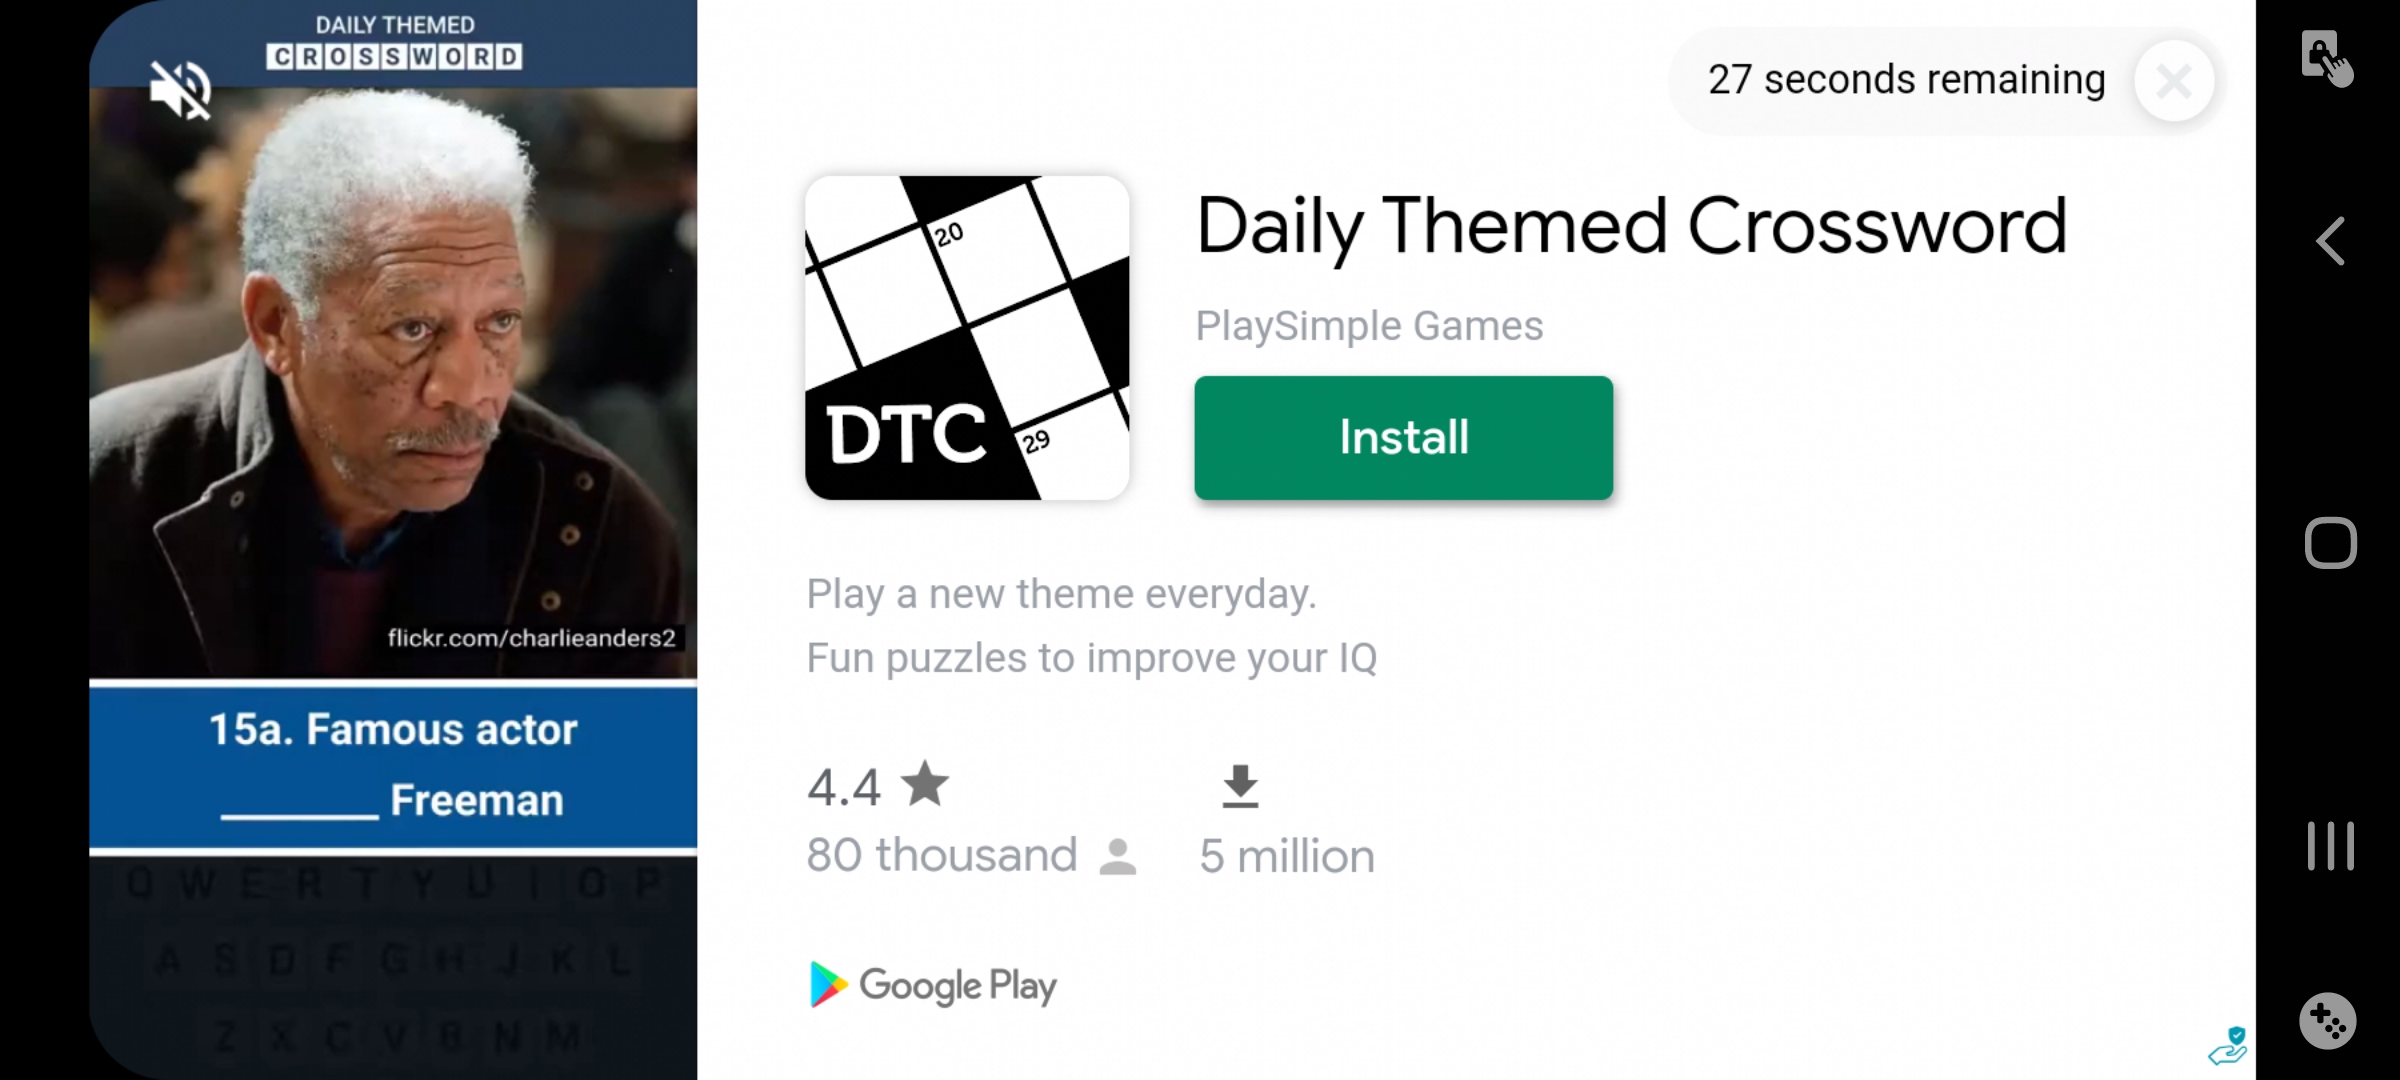 DAILY THEMED
CROSSWORD
flickr.com/charlieanders2
15a. Famous actor
________ Freeman
Q W E R T Y U I O P
A S D F G H J K L
Z X C V B N M
27 seconds remaining
20
DTC
29
Daily Themed Crossword
PlaySimple Games
Install
Play a new theme everyday.
Fun puzzles to improve your IQ
4.4
80 thousand
5 million
Google Play